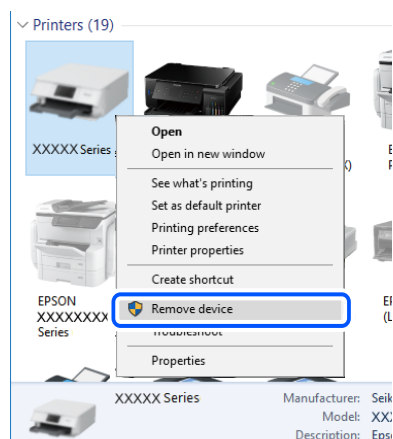 Printers (19)
XXXXX Series
Open
Open in new window
See what's printing
Set as default printer
Printing preferences
Printer properties
Create shortcut
Remove device
Troubleshoot
Properties
EPSON
XXXXXXXX
Series
XXXXX Series
Manufacturer:
Model:
Description: